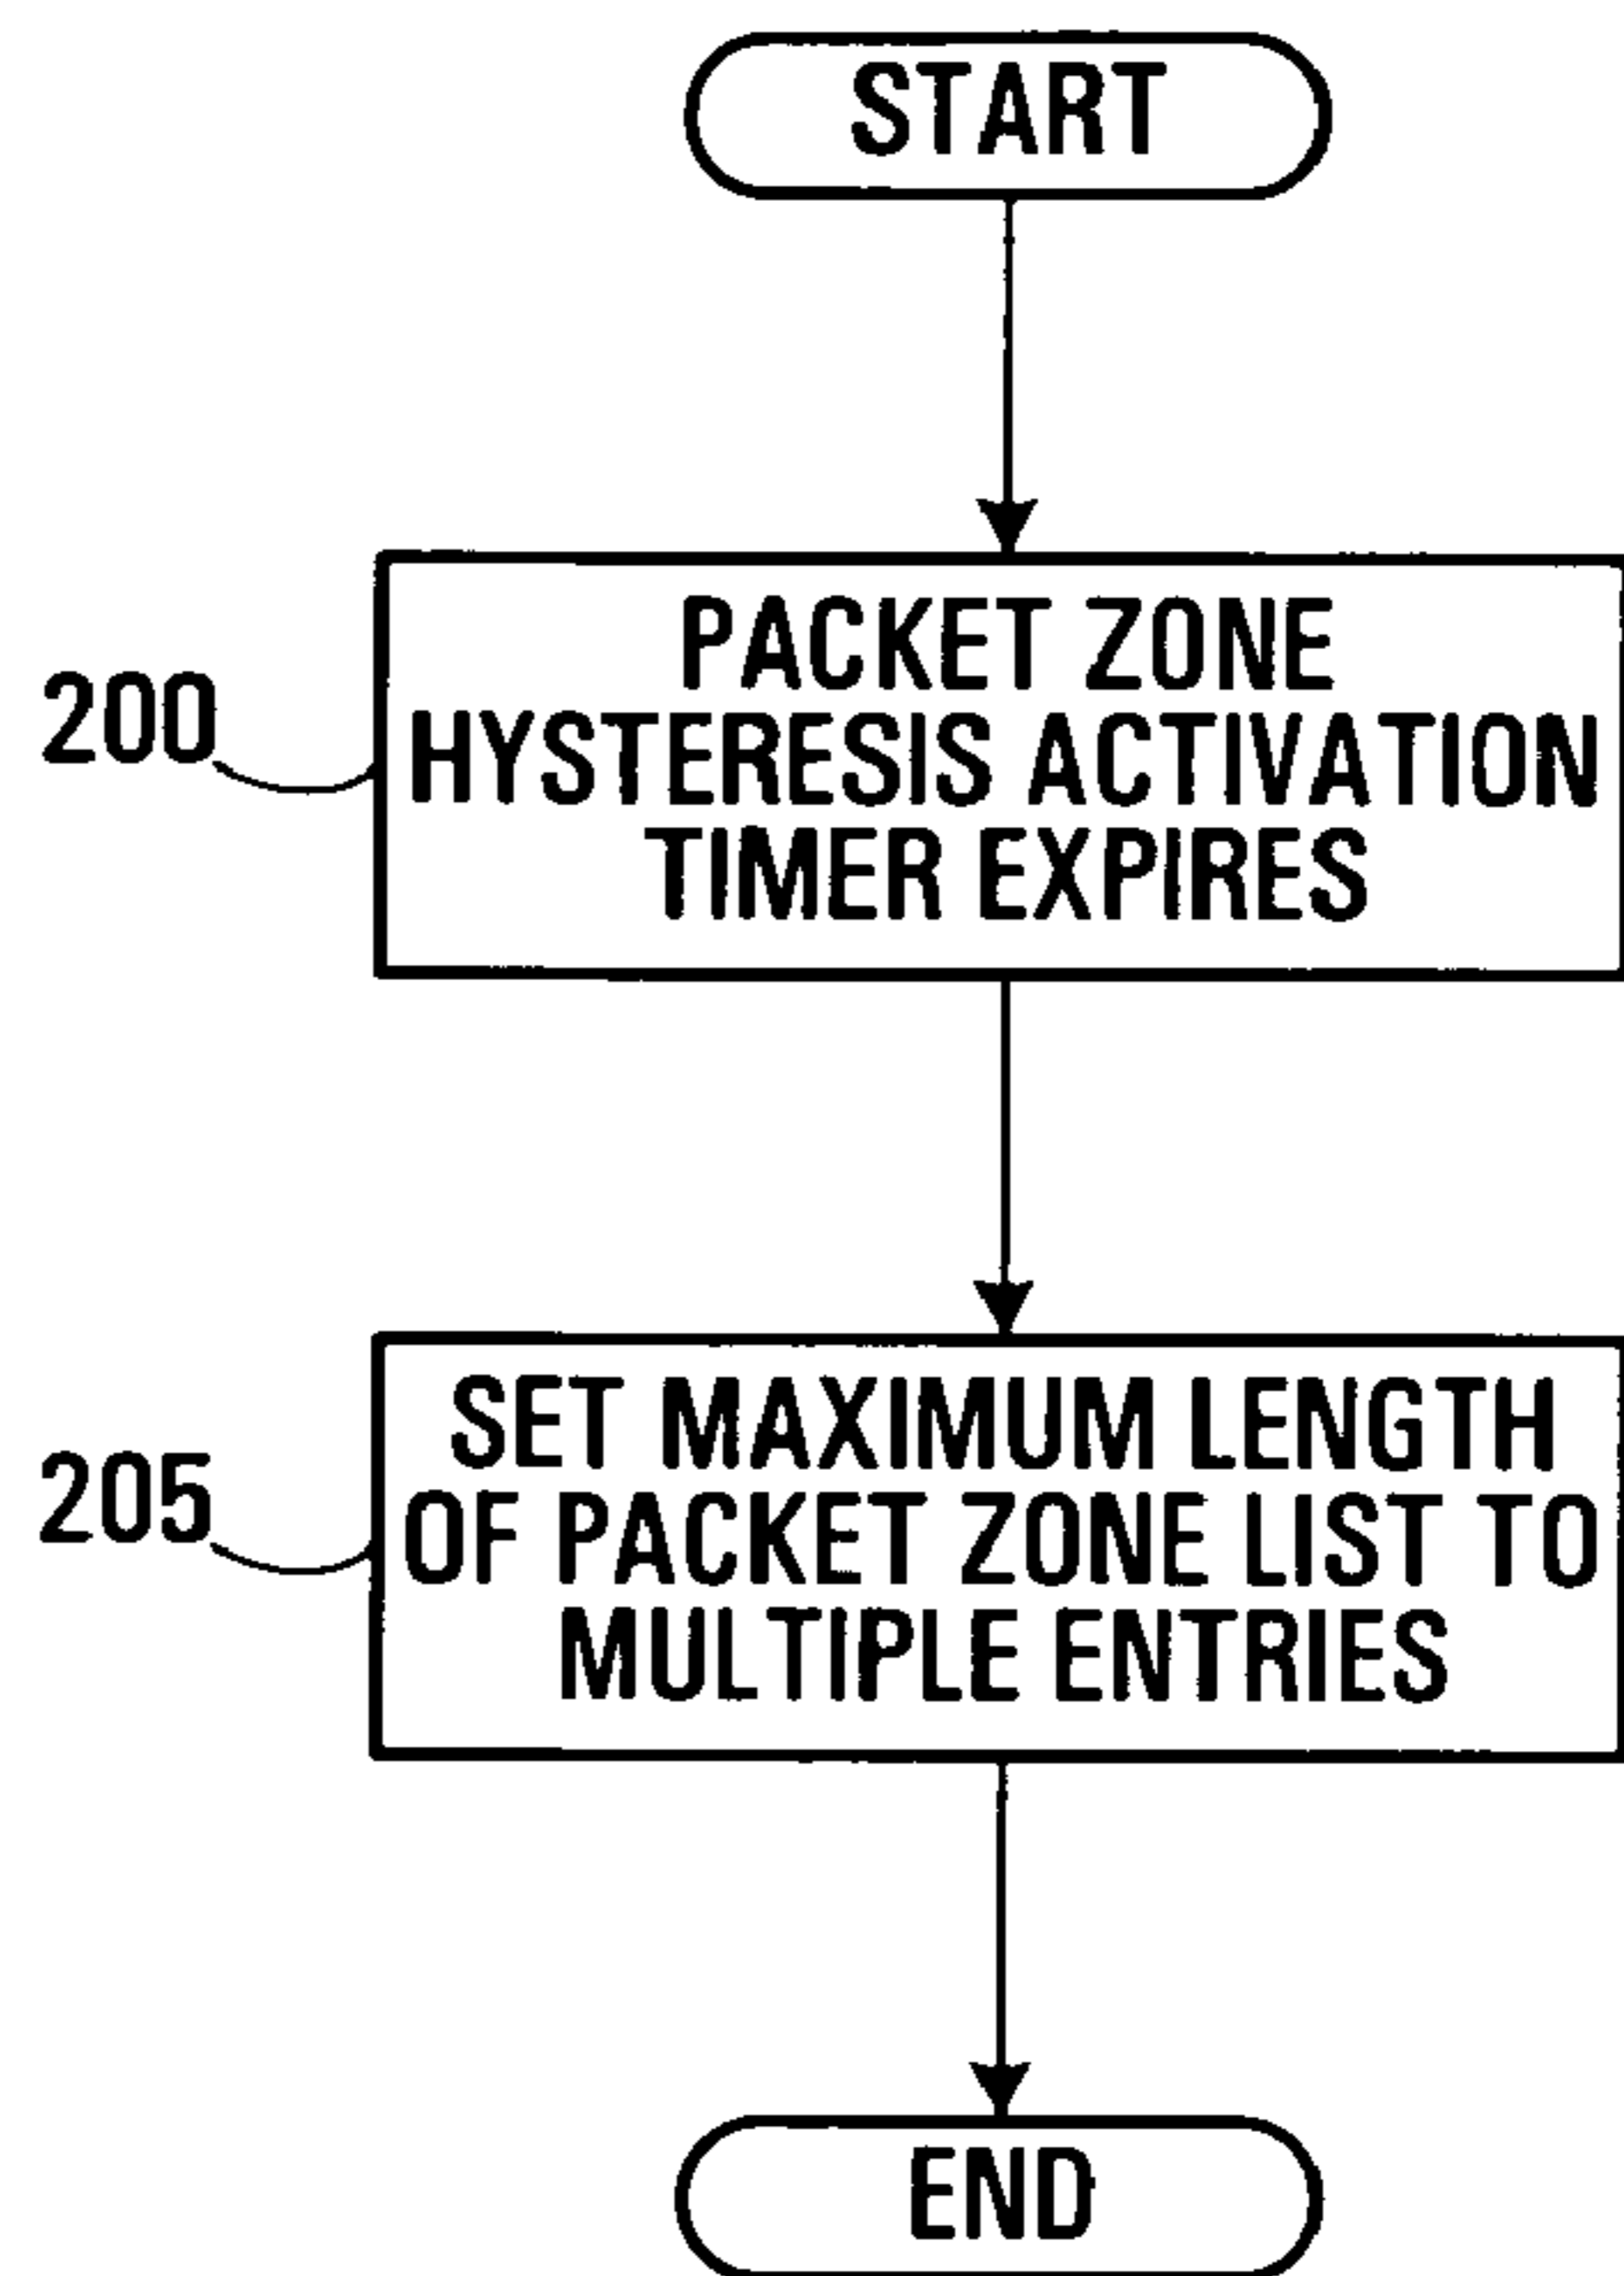 START
PACKET ZONE
200
HYSTERESIS ACTIVATION
TIMER EXPIRES
SET MAXIMUM LENGTH
205
OF PACKET ZONE LIST TO
MULTIPLE ENTRIES
END